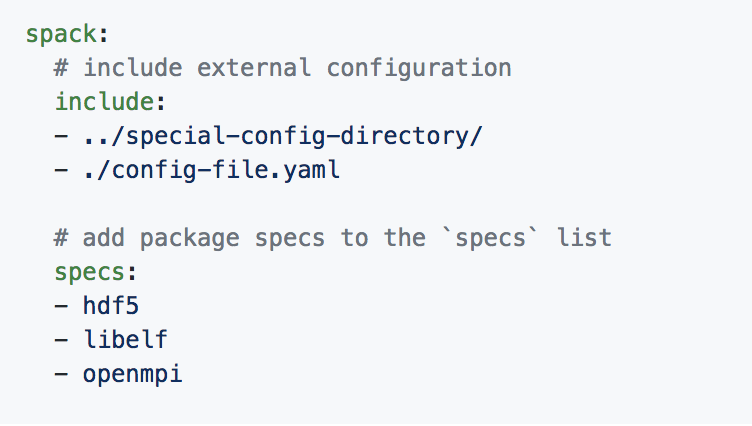 spack:
  # include external configuration
  include:
  - ../special-config-directory/
  - ./config-file.yaml

  # add package specs to the `specs` list
  specs:
  - hdf5
  - libelf
  - openmpi